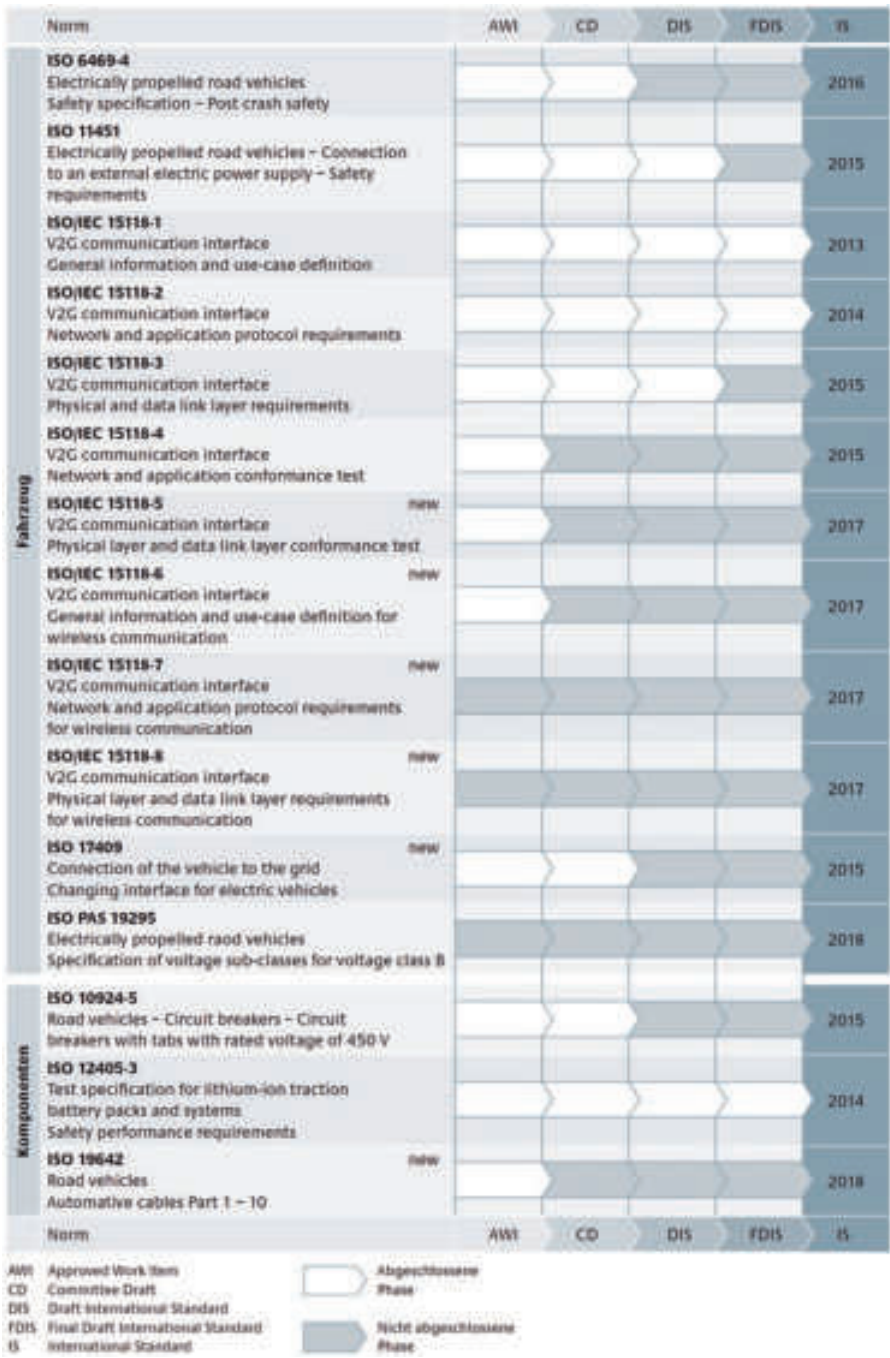 Norm AWI CD DIS FDIS IS
Fahrzeug
ISO 6469-4
Electrically propelled road vehicles
Safety specification – Post crash safety
2016
ISO 11451
Electrically propelled road vehicles – Connection
to an external electric power supply – Safety
requirements
2015
ISO/IEC 15118-1
V2G communication interface
General information and use-case definition
2013
ISO/IEC 15118-2
V2G communication interface
Network and application protocol requirements
2014
ISO/IEC 15118-3
V2G communication interface
Physical and data link layer requirements
2015
ISO/IEC 15118-4
V2G communication interface
Network and application conformance test
2015
ISO/IEC 15118-5 new
V2G communication interface
Physical layer and data link layer conformance test
2017
ISO/IEC 15118-6 new
V2G communication interface
General information and use-case definition for
wireless communication
2017
ISO/IEC 15118-7 new
V2G communication interface
Network and application protocol requirements
for wireless communication
2017
ISO/IEC 15118-8 new
V2G communication interface
Physical layer and data link layer requirements
for wireless communication
2017
ISO 17409 new
Connection of the vehicle to the grid
Changing interface for electric vehicles
2015
ISO PAS 19295
Electrically propelled raod vehicles
Specification of voltage sub-classes for voltage class B
2018
Komponenten
ISO 10924-5
Road vehicles – Circuit breakers – Circuit
breakers with tabs with rated voltage of 450 V
2015
ISO 12405-3
Test specification for lithium-ion traction
battery packs and systems
Safety performance requirements
2014
ISO 19642 new
Road vehicles
Automative cables Part 1 – 10
2018
Norm AWI CD DIS FDIS IS
AWI Approved Work Item
CD Committee Draft
DIS Draft International Standard
FDIS Final Draft International Standard
IS International Standard
Abgeschlossene
Phase
Nicht abgeschlossene
Phase